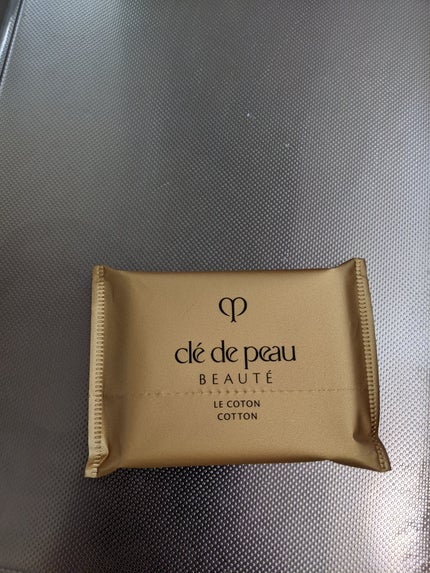 clé de peau
BEAUTÉ
LE COTON
COTTON